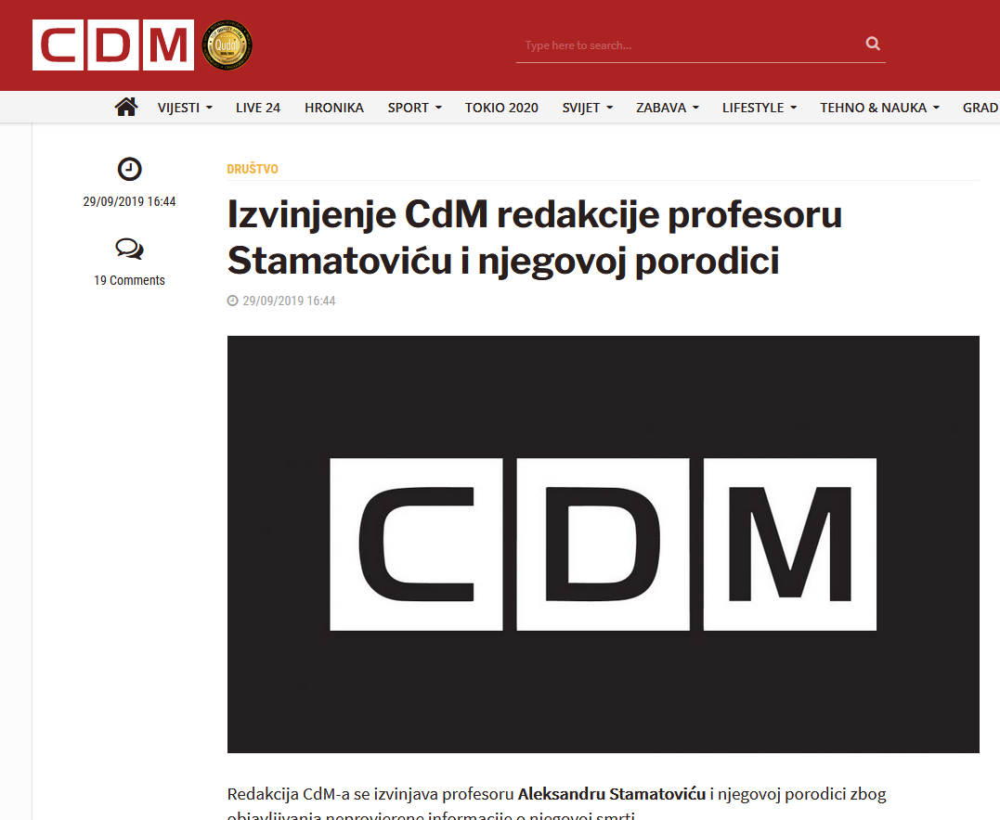 CDM
Qudal
Type here to search...
VIJESTI
LIVE 24
HRONIKA
SPORT
TOKIO 2020
SVIJET
ZABAVA
LIFESTYLE
TEHNO & NAUKA
GRAD
29/09/2019 16:44
19 Comments
DRUŠTVO
Izvinjenje CdM redakcije profesoru
Stamatoviću i njegovoj porodici
29/09/2019 16:44
CDM
Redakcija CdM-a se izvinjava profesoru Aleksandru Stamatoviću i njegovoj porodici zbog
objavljivanja neprovjerene informacije o njegovoj smrti.